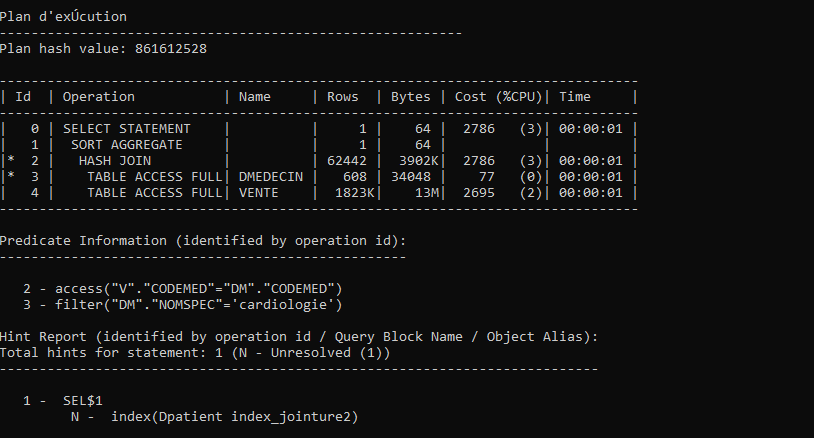 Plan d'exÚcution
----------------------------------------------------------
Plan hash value: 861612528

--------------------------------------------------------------------------------
| Id  | Operation           | Name     | Rows  | Bytes | Cost (%CPU)| Time     |
--------------------------------------------------------------------------------
|   0 | SELECT STATEMENT    |          |     1 |    64 |  2786   (3)| 00:00:01 |
|   1 |  SORT AGGREGATE     |          |     1 |    64 |            |          |
|*  2 |   HASH JOIN         |          | 62442 |  3902K|  2786   (3)| 00:00:01 |
|*  3 |    TABLE ACCESS FULL| DMEDECIN |   608 | 34048 |    77   (0)| 00:00:01 |
|   4 |    TABLE ACCESS FULL| VENTE    |  1823K|    13M|  2695   (2)| 00:00:01 |
--------------------------------------------------------------------------------

Predicate Information (identified by operation id):
---------------------------------------------------

   2 - access("V"."CODEMED"="DM"."CODEMED")
   3 - filter("DM"."NOMSPEC"='cardiologie')

Hint Report (identified by operation id / Query Block Name / Object Alias):
Total hints for statement: 1 (N - Unresolved (1))
---------------------------------------------------------------------------

   1 -  SEL$1
         N -  index(Dpatient index_jointure2)